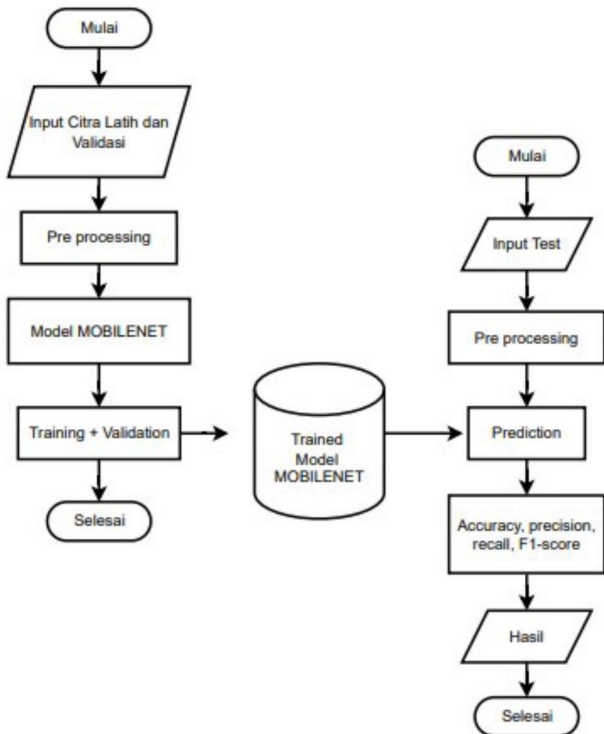 Mulai
Input Citra Latih dan
Validasi
Pre processing
Model MOBILENET
Training + Validation
Selesai
Trained
Model
MOBILENET
Mulai
Input Test
Pre processing
Prediction
Accuracy, precision,
recall, F1-score
Hasil
Selesai